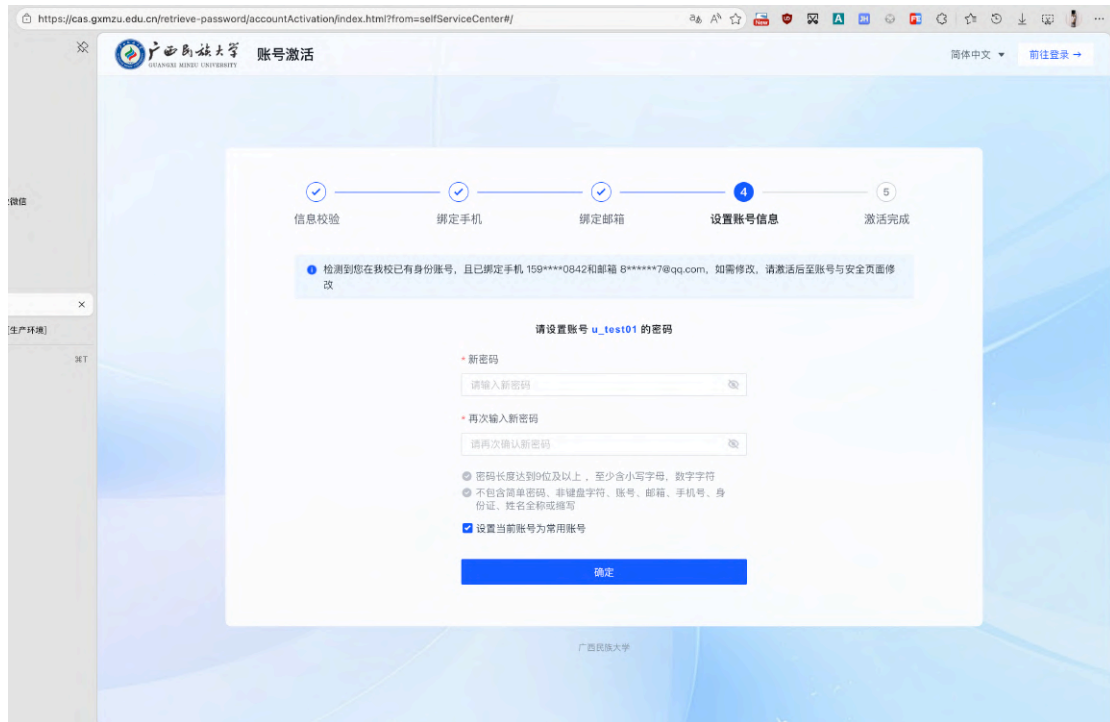 https://cas.gxmzu.edu.cn/retrieve-password/accountActivation/index.html?from=selfServiceCenter#/
广西民族大学
GUANGXI MINZU UNIVERSITY
账号激活
简体中文
前往登录 →
微信
4
5
信息校验
绑定手机
绑定邮箱
设置账号信息
激活完成
检测到您在我校已有身份账号，且已绑定手机 159****0842和邮箱 8******7@qq.com，如需修改，请激活后至账号与安全页面修
改
[生产环境]
⌘T
请设置账号 u_test01 的密码
* 新密码
请输入新密码
* 再次输入新密码
请再次确认新密码
密码长度达到9位及以上 ，至少含小写字母、数字字符
不包含简单密码、非键盘字符、账号、邮箱、手机号、身
份证、姓名全称或缩写
设置当前账号为常用账号
确定
广西民族大学